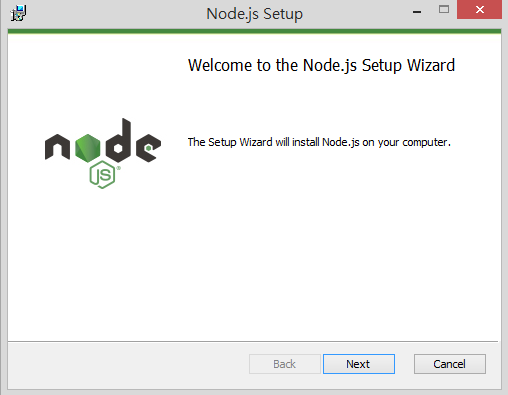 Node.js Setup
Welcome to the Node.js Setup Wizard
The Setup Wizard will install Node.js on your computer.
node
JS®
Back
Next
Cancel